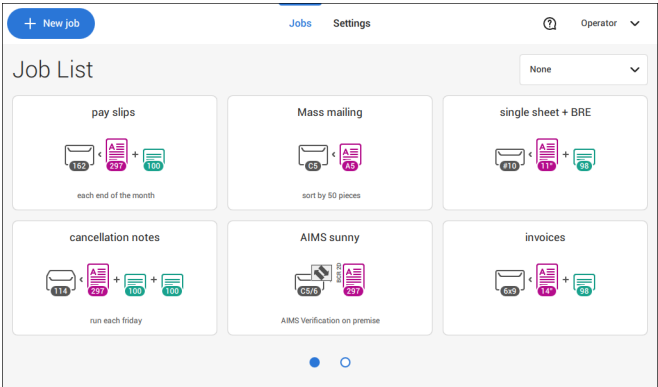 + New job
Jobs
Settings
?
Operator
Job List
None
pay slips
162 < 297 + 100
each end of the month
Mass mailing
C5 < A5
sort by 50 pieces
single sheet + BRE
#10 < 11" + 98
cancellation notes
114 < 297 + 100 + 100
run each friday
AIMS sunny
C5/6 BCR 2D 297
AIMS Verification on premise
invoices
6x9 < 14" + 98